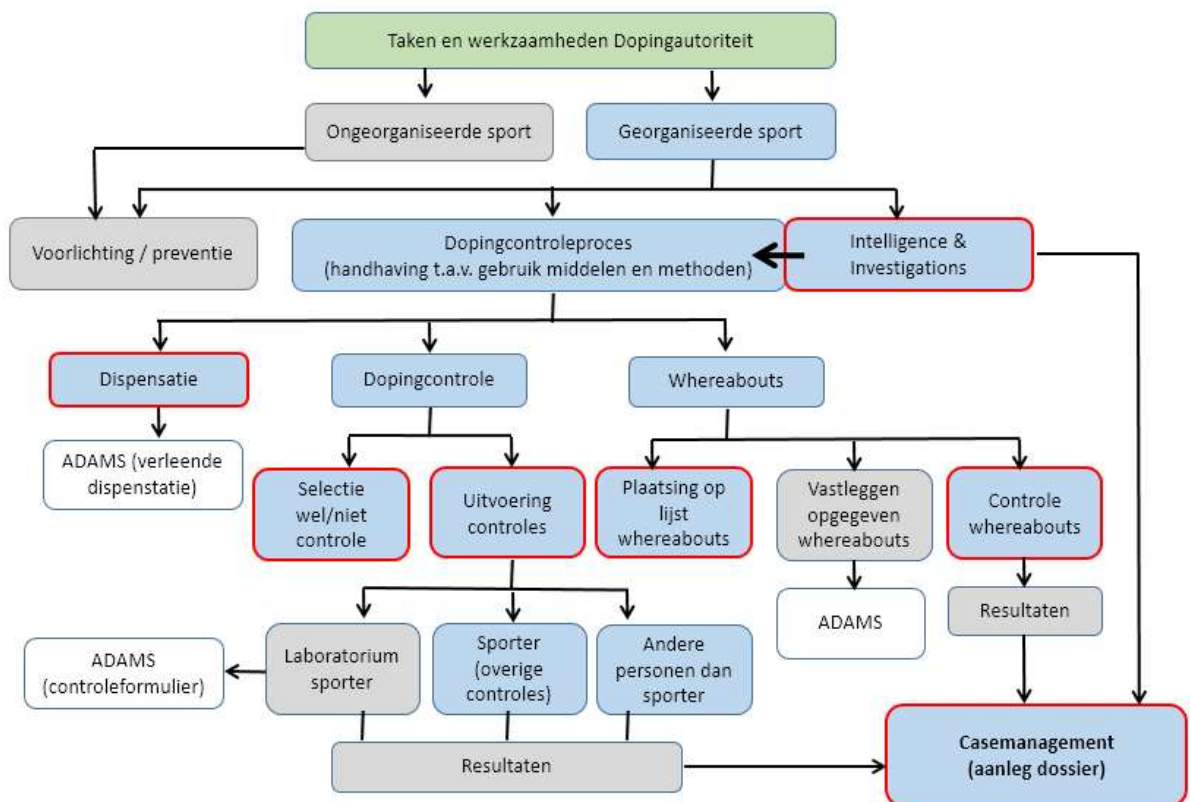 Taken en werkzaamheden Dopingautoriteit
Ongeorganiseerde sport
Georganiseerde sport
Voorlichting / preventie
Dopingcontroleproces
(handhaving t.a.v. gebruik middelen en methoden)
Intelligence &
Investigations
Dispensatie
Dopingcontrole
Whereabouts
ADAMS (verleende
dispenstatie)
Selectie
wel/niet
controle
Uitvoering
controles
Plaatsing op
lijst
whereabouts
Vastleggen
opgegeven
whereabouts
Controle
whereabouts
ADAMS
Resultaten
ADAMS
(controleformulier)
Laboratorium
sporter
Sporter
(overige
controles)
Andere
personen dan
sporter
Resultaten
Casemanagement
(aanleg dossier)